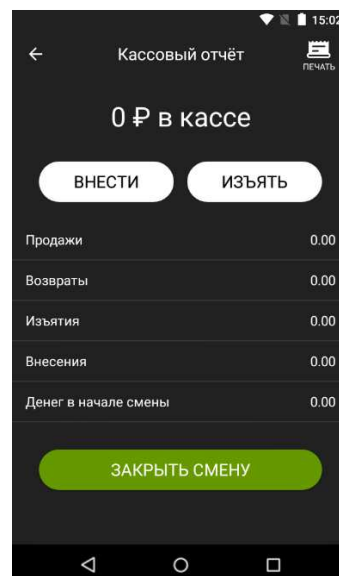 15:02
Кассовый отчёт
ПЕЧАТЬ
0 ₽ в кассе
ВНЕСТИ ИЗЪЯТЬ
Продажи 0.00
Возвраты 0.00
Изъятия 0.00
Внесения 0.00
Денег в начале смены 0.00
ЗАКРЫТЬ СМЕНУ